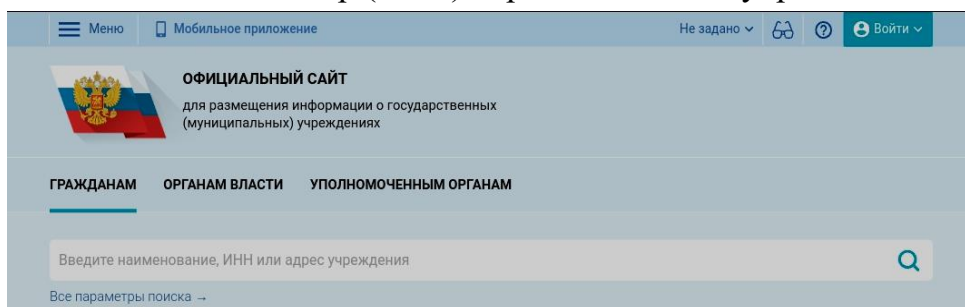 Меню Мобильное приложение Не задано Войти
ОФИЦИАЛЬНЫЙ САЙТ
для размещения информации о государственных
(муниципальных) учреждениях
ГРАЖДАНАМ ОРГАНАМ ВЛАСТИ УПОЛНОМОЧЕННЫМ ОРГАНАМ
Введите наименование, ИНН или адрес учреждения
Все параметры поиска →